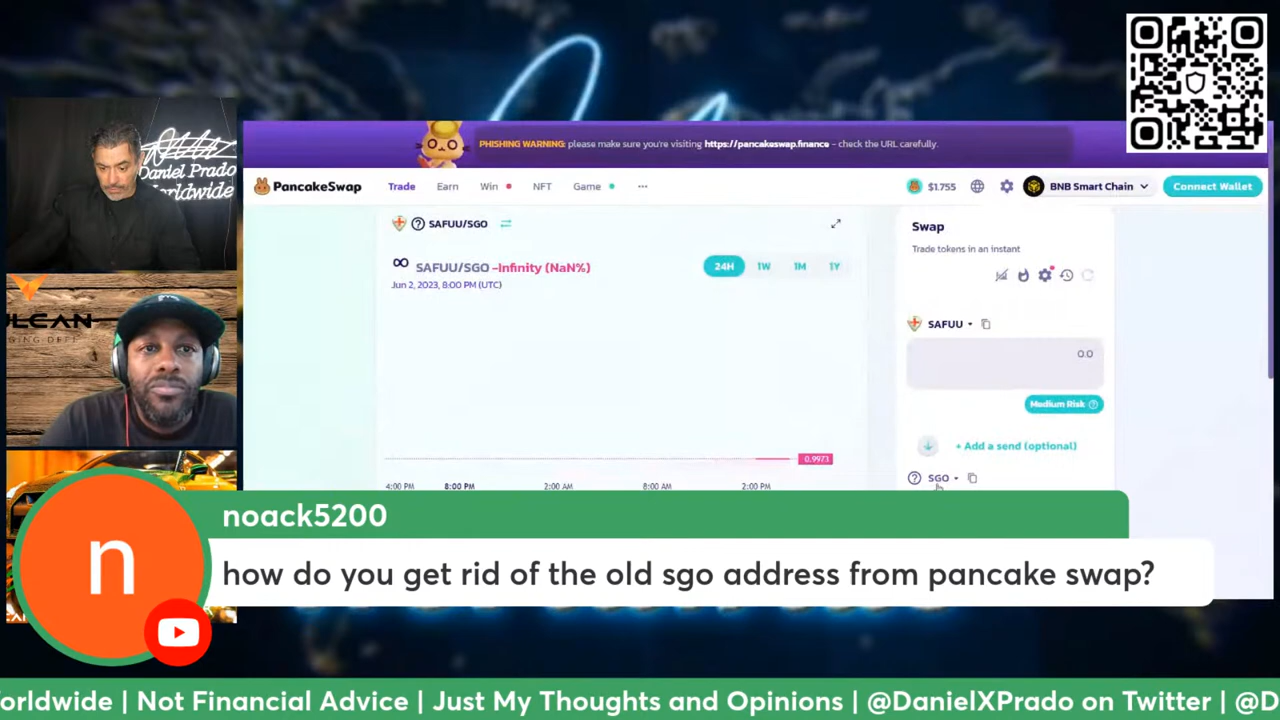 PHISHING WARNING: please make sure you're visiting https://pancakeswap.finance - check the URL carefully.
PancakeSwap
Trade
Earn
Win
NFT
Game
$1.755
BNB Smart Chain
Connect Wallet
Daniel Prado
Worldwide
SAFUU/SGO
SAFUU/SGO -Infinity (NaN%)
Jun 2, 2023, 8:00 PM (UTC)
24H
1W
1M
1Y
0.9971
4:00 PM
8:00 PM
2:00 AM
8:00 AM
2:00 PM
Swap
Trade tokens in an instant
SAFUU
0.0
Medium Risk
+ Add a send (optional)
SGO
n
noack5200
how do you get rid of the old sgo address from pancake swap?
orldwide | Not Financial Advice | Just My Thoughts and Opinions | @DanielXPrado on Twitter | @D